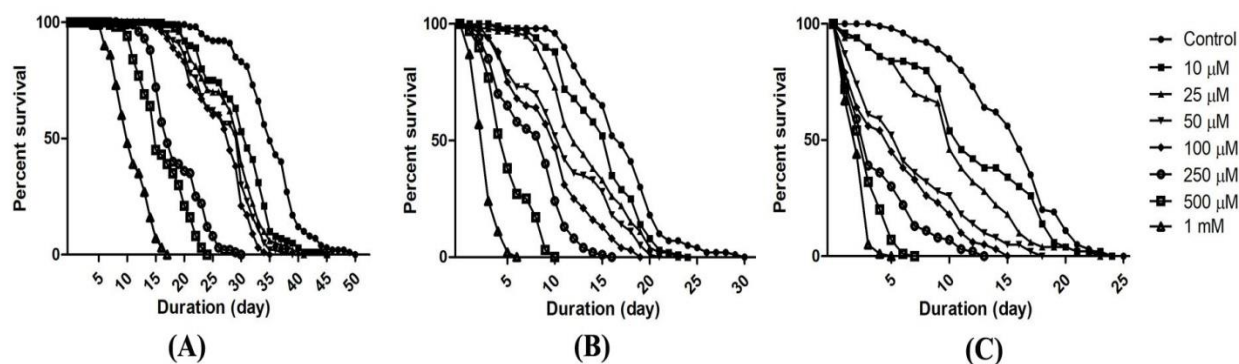 100
50
0
Percent survival
5
10
15
20
25
30
35
40
45
50
Duration (day)
(A)
100
50
0
Percent survival
5
10
15
20
25
30
Duration (day)
(B)
100
50
0
Percent survival
5
10
15
20
25
Duration (day)
(C)
Control
10 μM
25 μM
50 μM
100 μM
250 μM
500 μM
1 mM